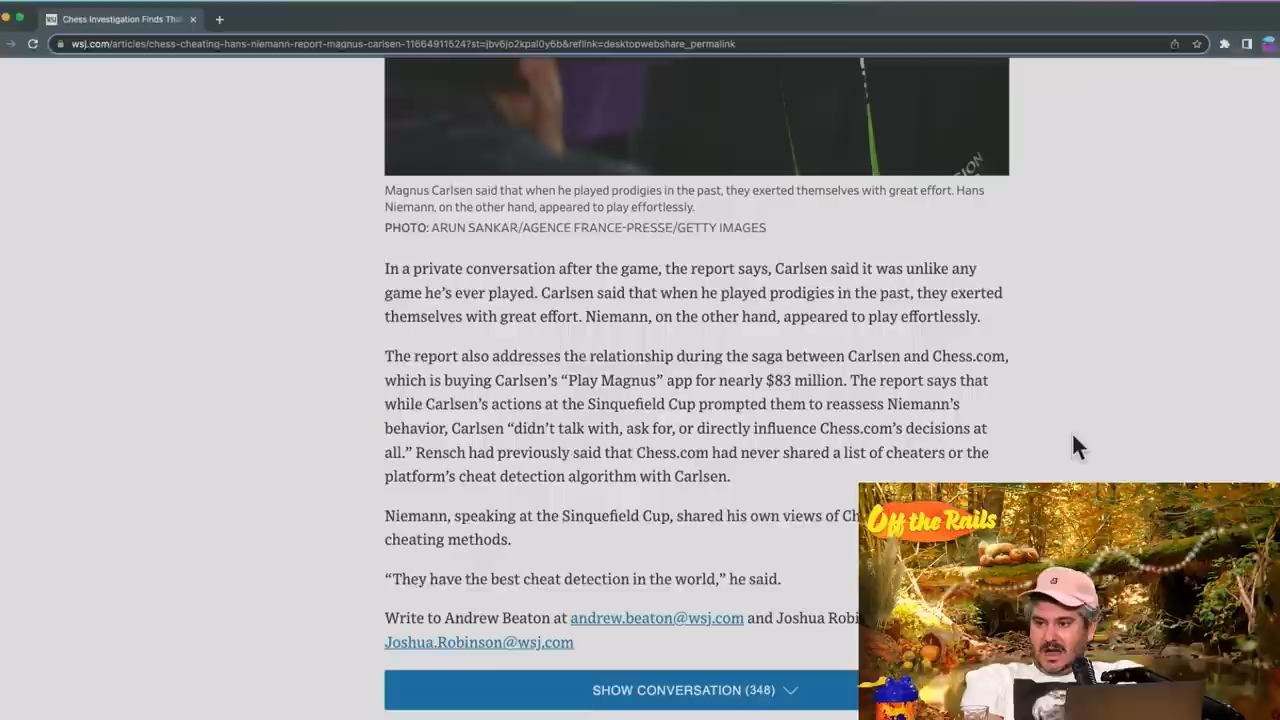 WSJ Chess Investigation Finds Tha
wsj.com/articles/chess-cheating-hans-niemann-report-magnus-carlsen-11664911524?st=jbv6jo2kpal0y6b&reflink=desktopwebshare_permalink
SION
Magnus Carlsen said that when he played prodigies in the past, they exerted themselves with great effort. Hans
Niemann, on the other hand, appeared to play effortlessly.
PHOTO: ARUN SANKAR/AGENCE FRANCE-PRESSE/GETTY IMAGES
In a private conversation after the game, the report says, Carlsen said it was unlike any
game he’s ever played. Carlsen said that when he played prodigies in the past, they exerted
themselves with great effort. Niemann, on the other hand, appeared to play effortlessly.
The report also addresses the relationship during the saga between Carlsen and Chess.com,
which is buying Carlsen’s “Play Magnus” app for nearly $83 million. The report says that
while Carlsen’s actions at the Sinquefield Cup prompted them to reassess Niemann’s
behavior, Carlsen “didn’t talk with, ask for, or directly influence Chess.com’s decisions at
all.” Rensch had previously said that Chess.com had never shared a list of cheaters or the
platform’s cheat detection algorithm with Carlsen.
Niemann, speaking at the Sinquefield Cup, shared his own views of Ch
cheating methods.
“They have the best cheat detection in the world,” he said.
Write to Andrew Beaton at andrew.beaton@wsj.com and Joshua Robi
Joshua.Robinson@wsj.com
SHOW CONVERSATION (348)
Off the Rails